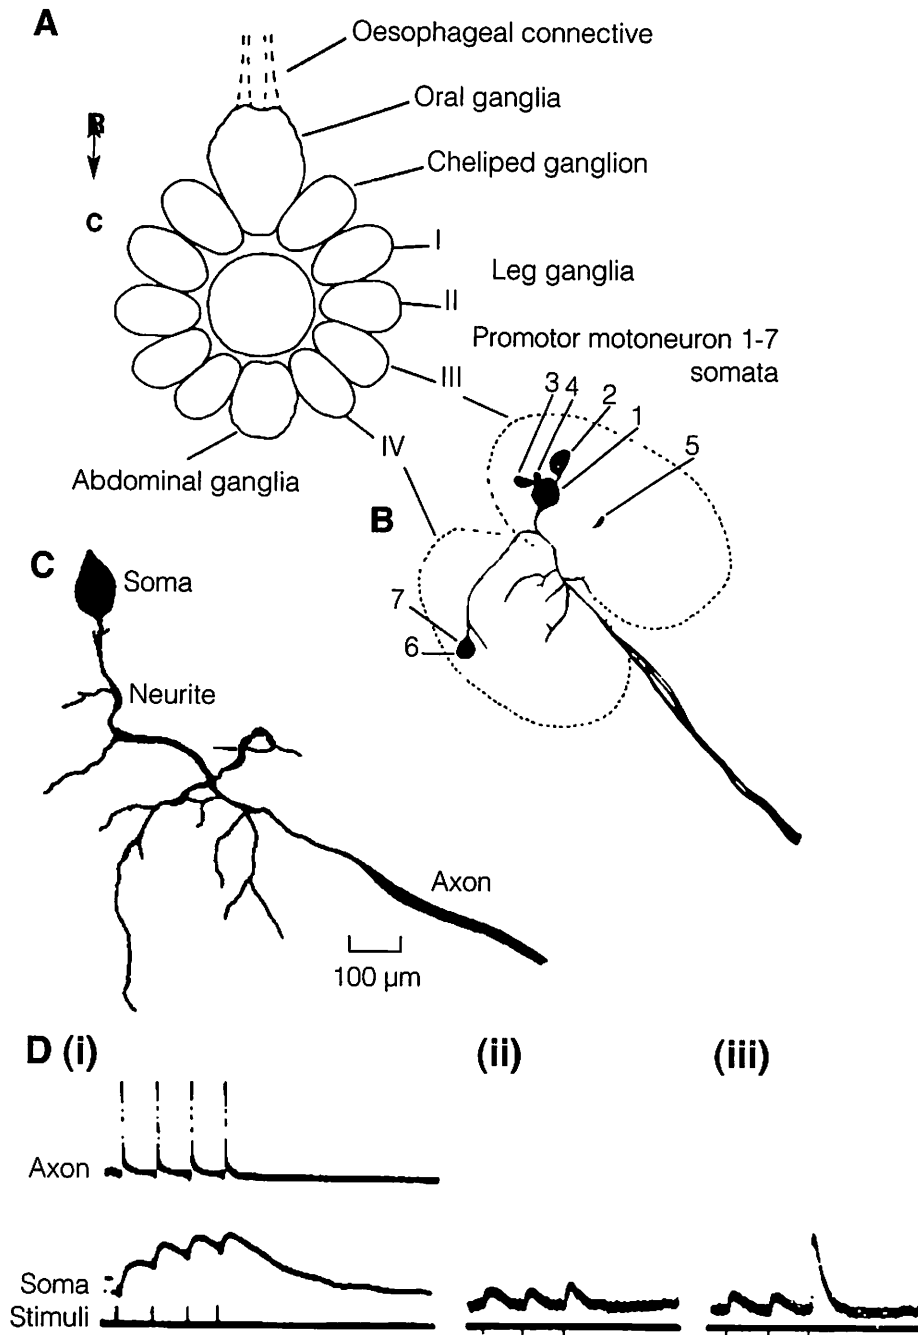 A
Oesophageal connective
Oral ganglia
R
Cheliped ganglion
C
I
Leg ganglia
II
Promotor motoneuron 1-7
somata
III
3 4 2 1
5
IV
Abdominal ganglia
B
C
Soma
7
6
Neurite
Axon
100 µm
D (i)
(ii)
(iii)
Axon
Soma
Stimuli